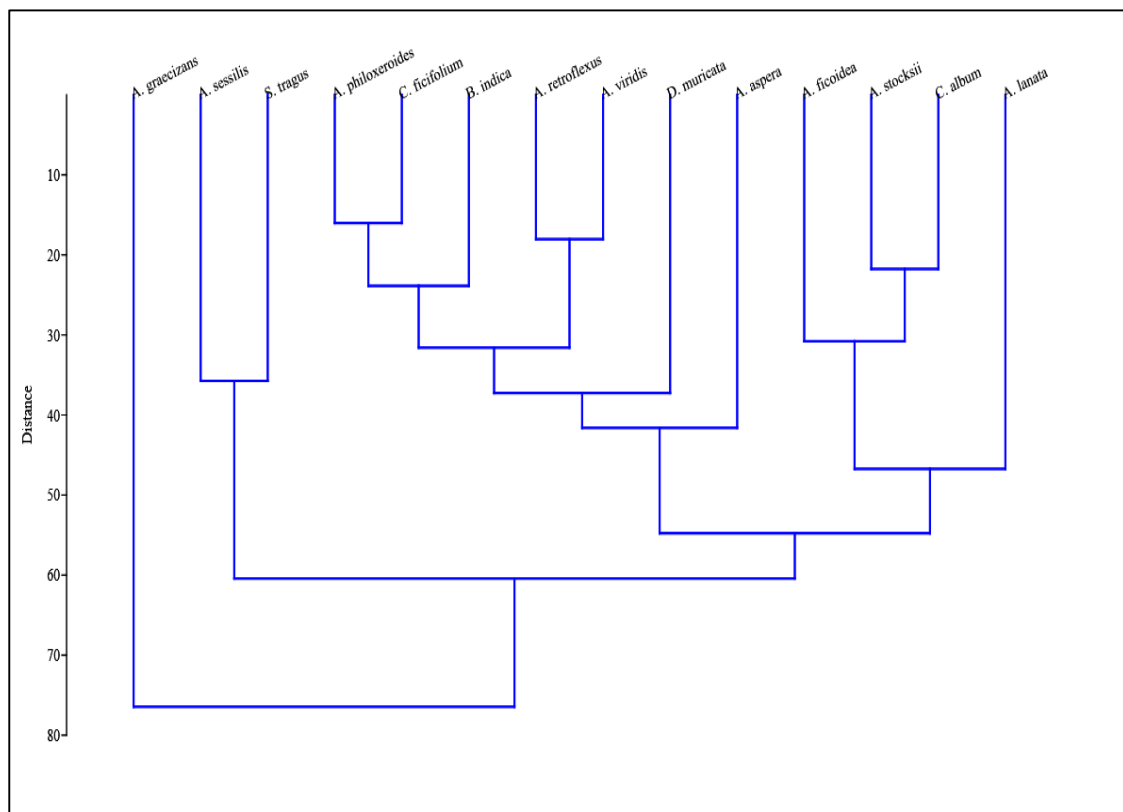 A. graecizans
A. sessilis
S. tragus
A. philoxeroides
C. ficifolium
B. indica
A. retroflexus
A. viridis
D. muricata
A. aspera
A. ficoidea
A. stocksii
C. album
A. lanata
10
20
30
40
50
60
70
80
Distance